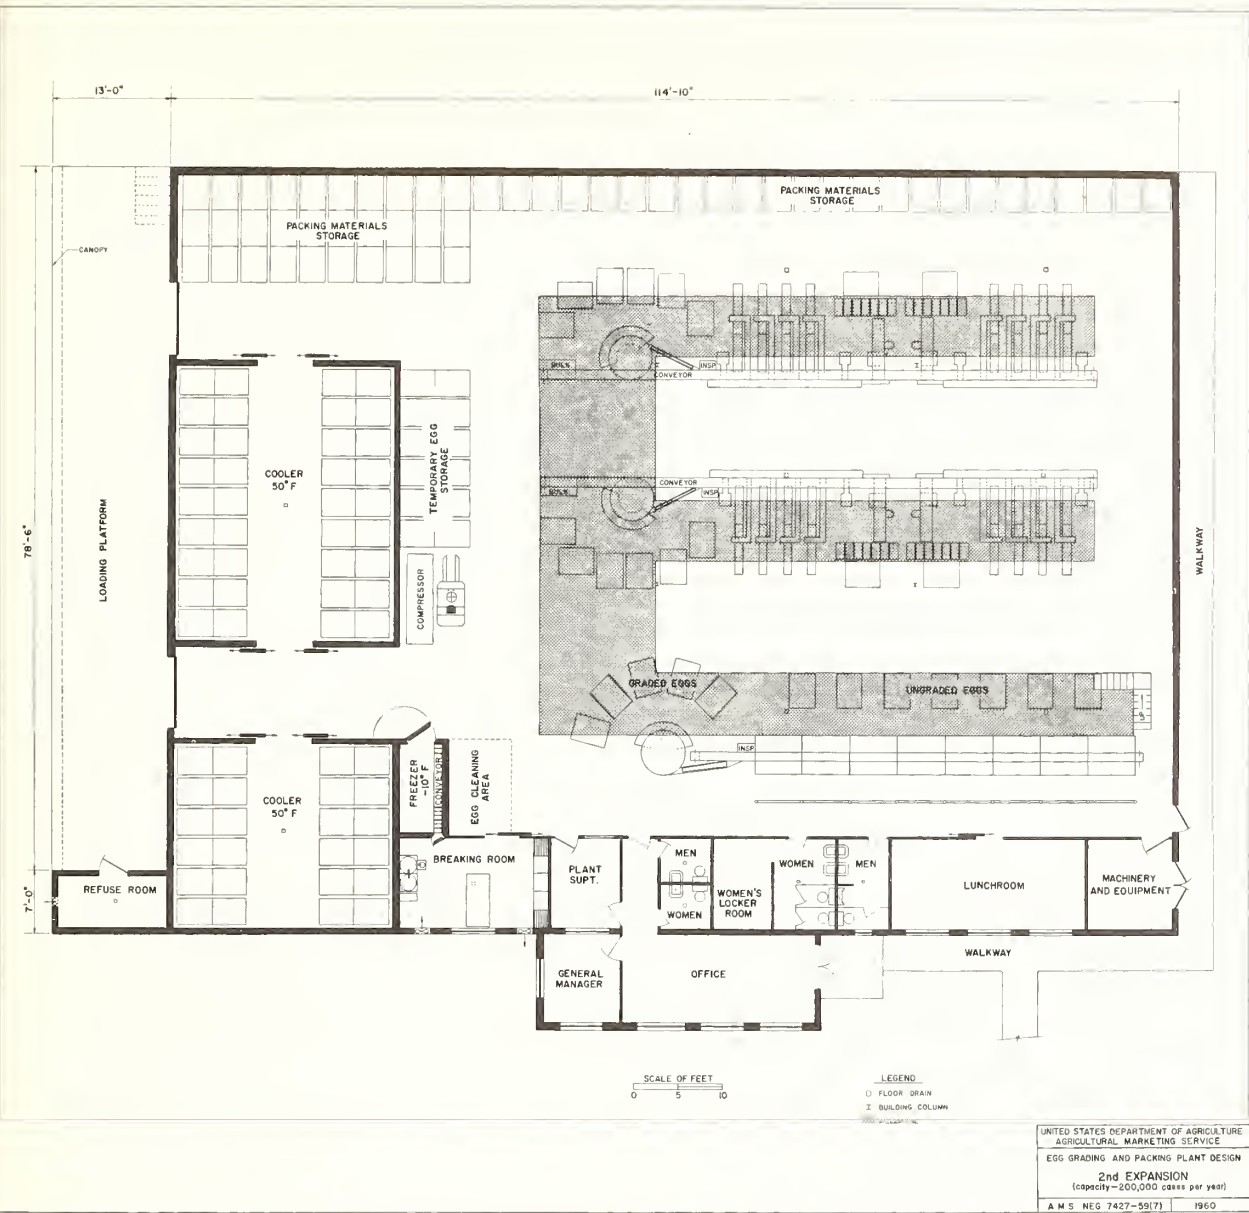 13'-0"
114'-10"
PACKING MATERIALS
STORAGE
PACKING MATERIALS
STORAGE
CANOPY
INSP
CONVEYOR
COOLER
50°F
TEMPORARY EGG
STORAGE
CONVEYOR
INSP
78'-6"
LOADING PLATFORM
WALKWAY
COMPRESSOR
GRADED EGGS
UNGRADED EGGS
INSP
FREEZER
-10°F
CONVEYOR
EGG CLEANING
AREA
COOLER
50°F
BREAKING ROOM
PLANT
SUPT.
MEN
WOMEN
WOMEN'S
LOCKER
ROOM
WOMEN
MEN
LUNCHROOM
MACHINERY
AND EQUIPMENT
7'-0"
REFUSE ROOM
WALKWAY
GENERAL
MANAGER
OFFICE
SCALE OF FEET
0 5 10
LEGEND
FLOOR DRAIN
BUILDING COLUMN
UNITED STATES DEPARTMENT OF AGRICULTURE
AGRICULTURAL MARKETING SERVICE
EGG GRADING AND PACKING PLANT DESIGN
2nd EXPANSION
(capacity—200,000 cases per year)
A M S NEG 7427-59(7) 1960